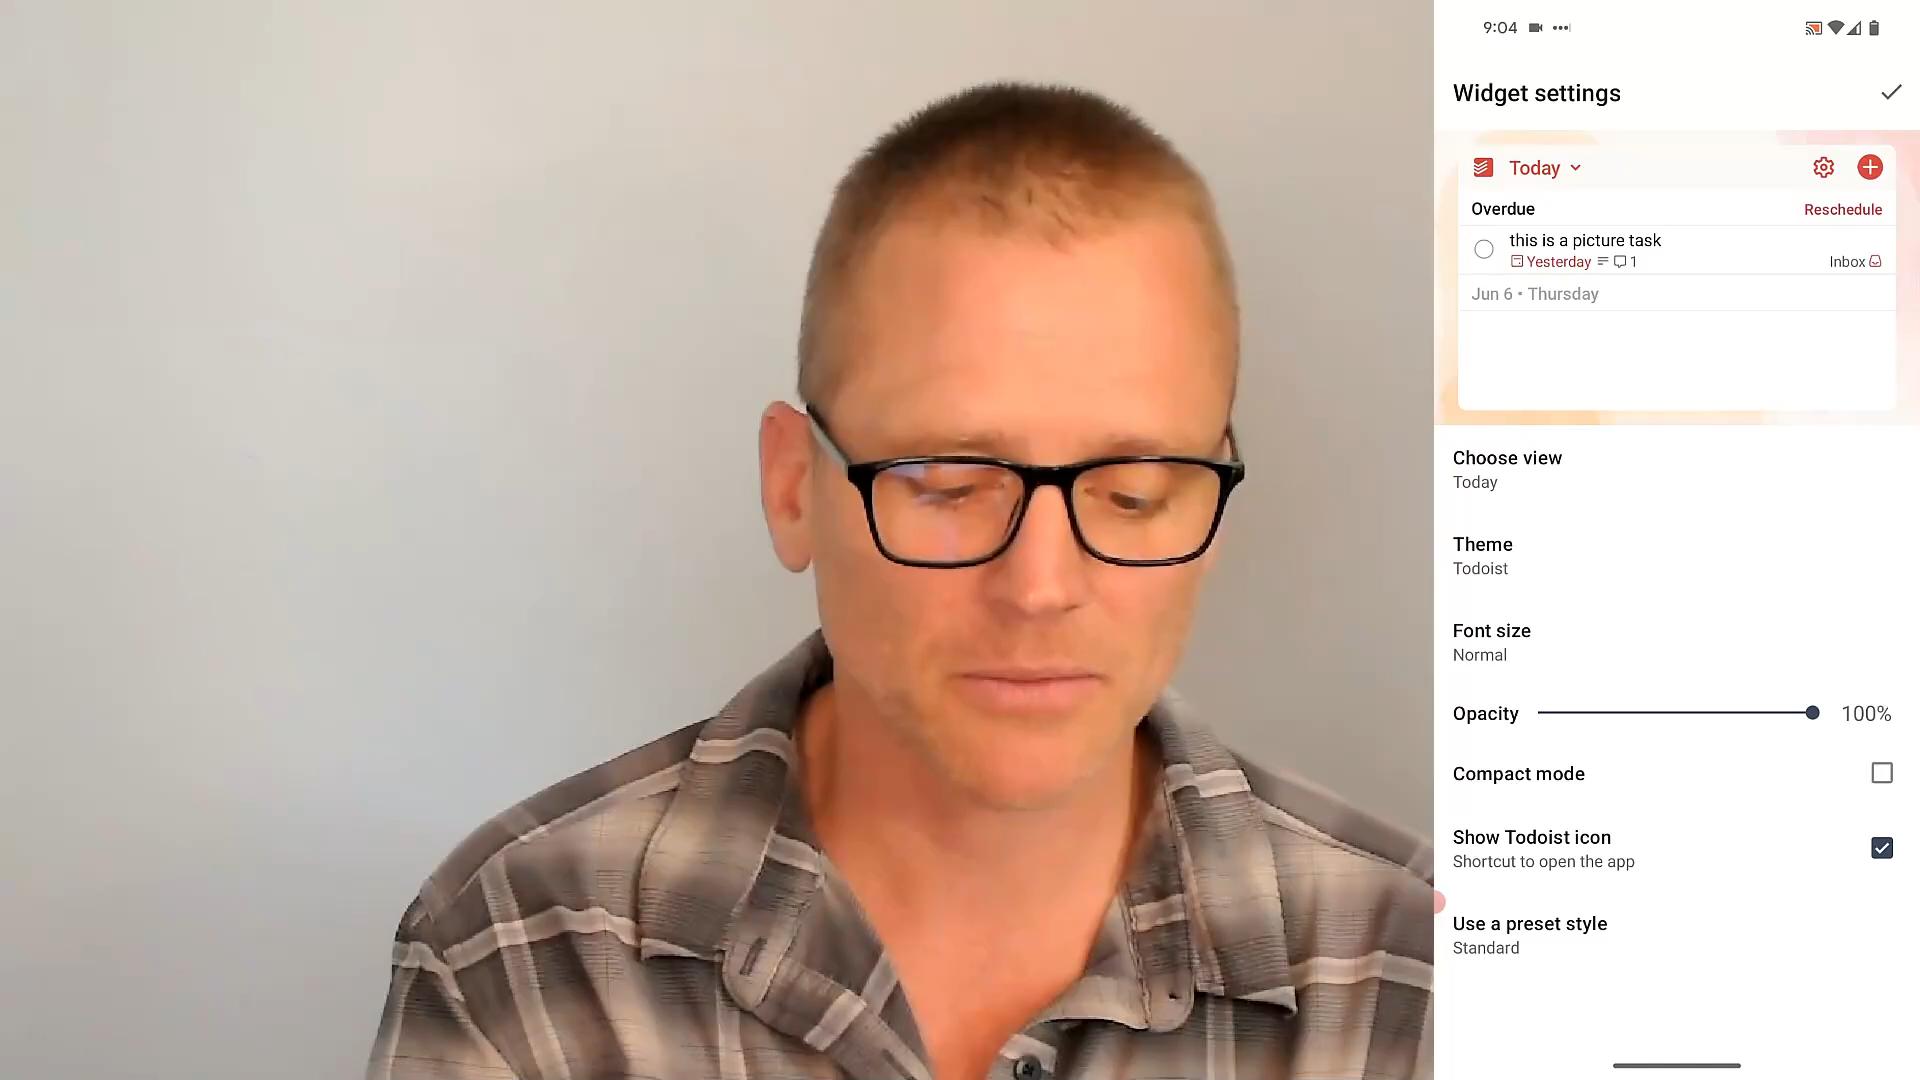 9:04
Widget settings
Today
Overdue Reschedule
this is a picture task
Yesterday 1 Inbox
Jun 6 • Thursday
Choose view
Today
Theme
Todoist
Font size
Normal
Opacity 100%
Compact mode
Show Todoist icon
Shortcut to open the app
Use a preset style
Standard